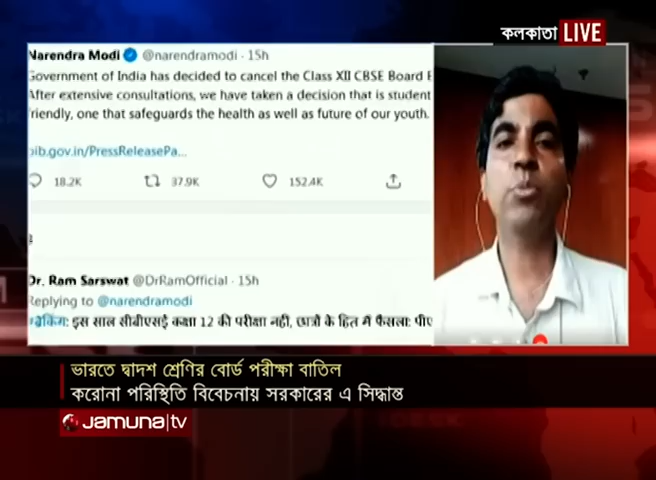 কলকাতা LIVE
Narendra Modi @narendramodi · 15h
Government of India has decided to cancel the Class XII CBSE Board E
After extensive consultations, we have taken a decision that is student
friendly, one that safeguards the health as well as future of our youth.
pib.gov.in/PressReleasePa...
18.2K 37.9K 152.4K
Dr. Ram Sarswat @DrRamOfficial · 15h
Replying to @narendramodi
इस साल सीबीएसई कक्षा 12 की परीक्षा नहीं, छात्रों के हित में फैसला: पीए
ভারতে দ্বাদশ শ্রেণির বোর্ড পরীক্ষা বাতিল
করোনা পরিস্থিতি বিবেচনায় সরকারের এ সিদ্ধান্ত
Jamuna|tv